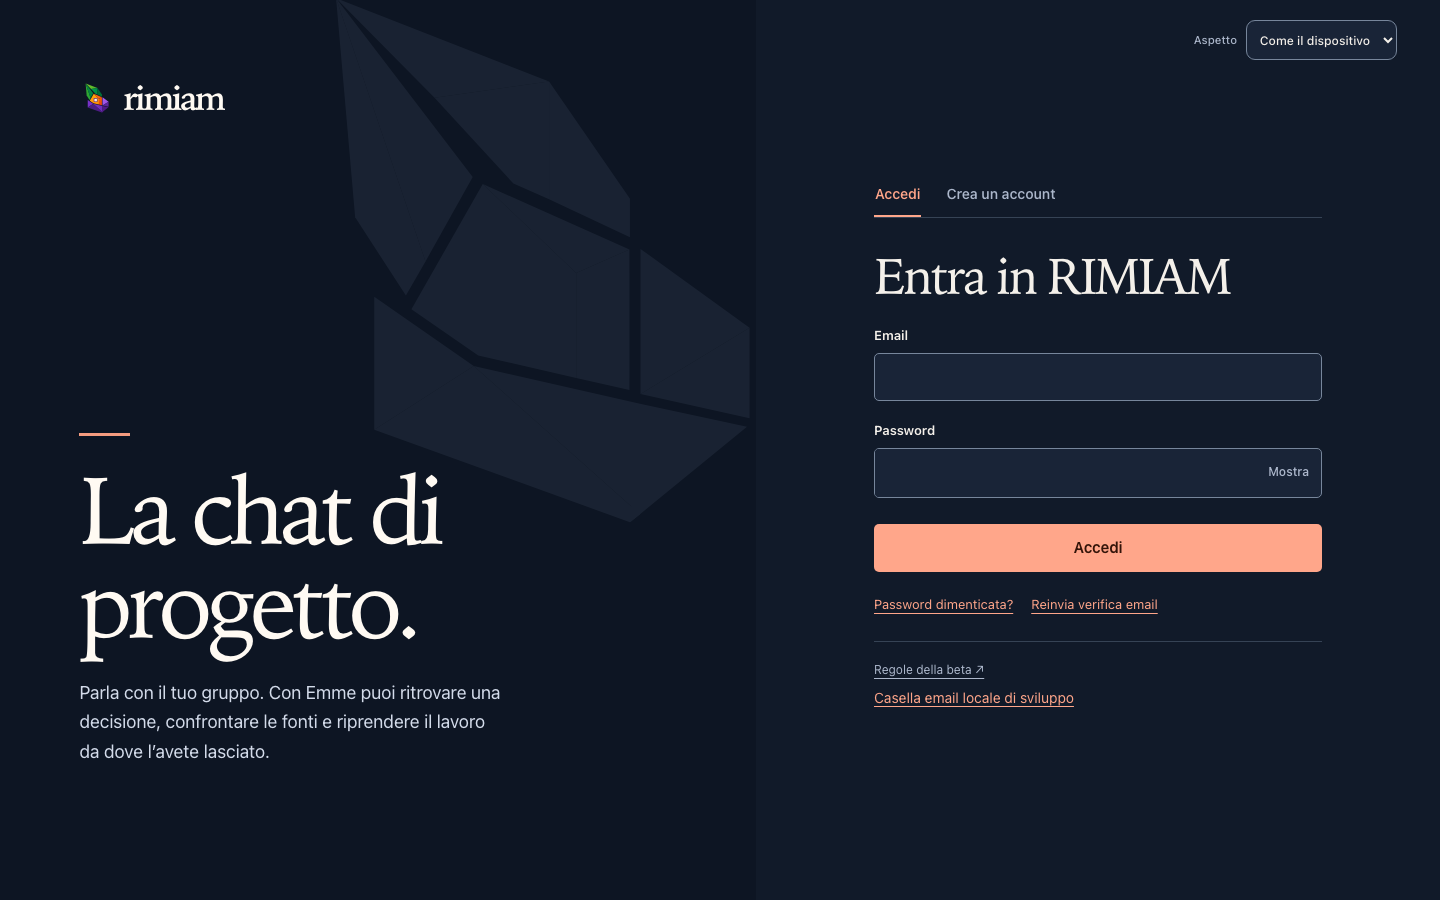 rimiam
La chat di
progetto.
Parla con il tuo gruppo. Con Emme puoi ritrovare una
decisione, confrontare le fonti e riprendere il lavoro
da dove l’avete lasciato.
Aspetto
Come il dispositivo
Accedi
Crea un account
Entra in RIMIAM
Email
Password
Mostra
Accedi
Password dimenticata?
Reinvia verifica email
Regole della beta ↗
Casella email locale di sviluppo